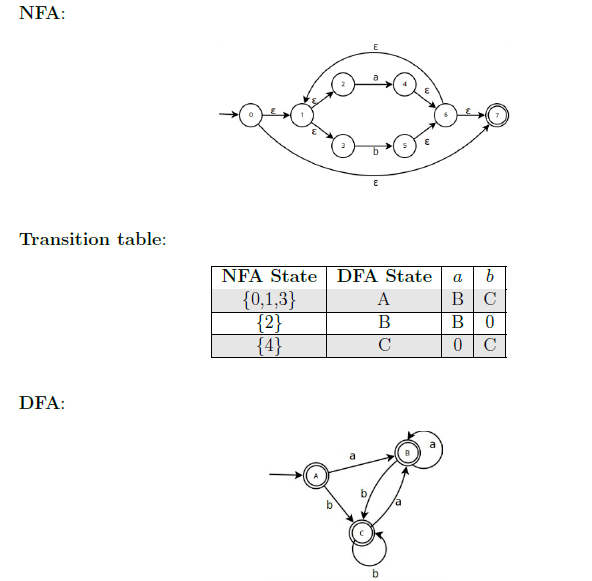 NFA:
ε
2 a 4
ε ε
0 ε 1 6 ε 7
ε ε
3 b 5
ε
Transition table:
NFA State DFA State a b
{0,1,3} A B C
{2} B B 0
{4} C 0 C
DFA:
a B a
A
b b a
C
b